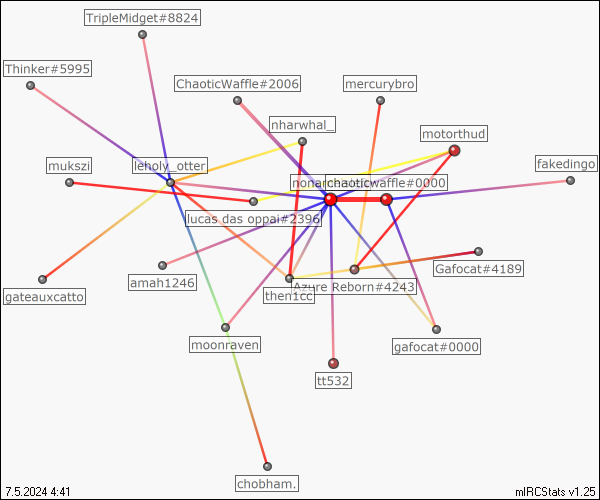 TripleMidget#8824
Thinker#5995
ChaoticWaffle#2006
mercurybro
nharwhal_
motorthud
mukszi
leholy_otter
fakedingo
chaoticwaffle#0000
lucas.das.oppai#2396
amah1246
Gafocat#4189
gateauxcatto
then1cc
Azure Reborn#4243
moonraven
gafocat#0000
tt532
chobham.
7.5.2024 4:41
mIRCStats v1.25